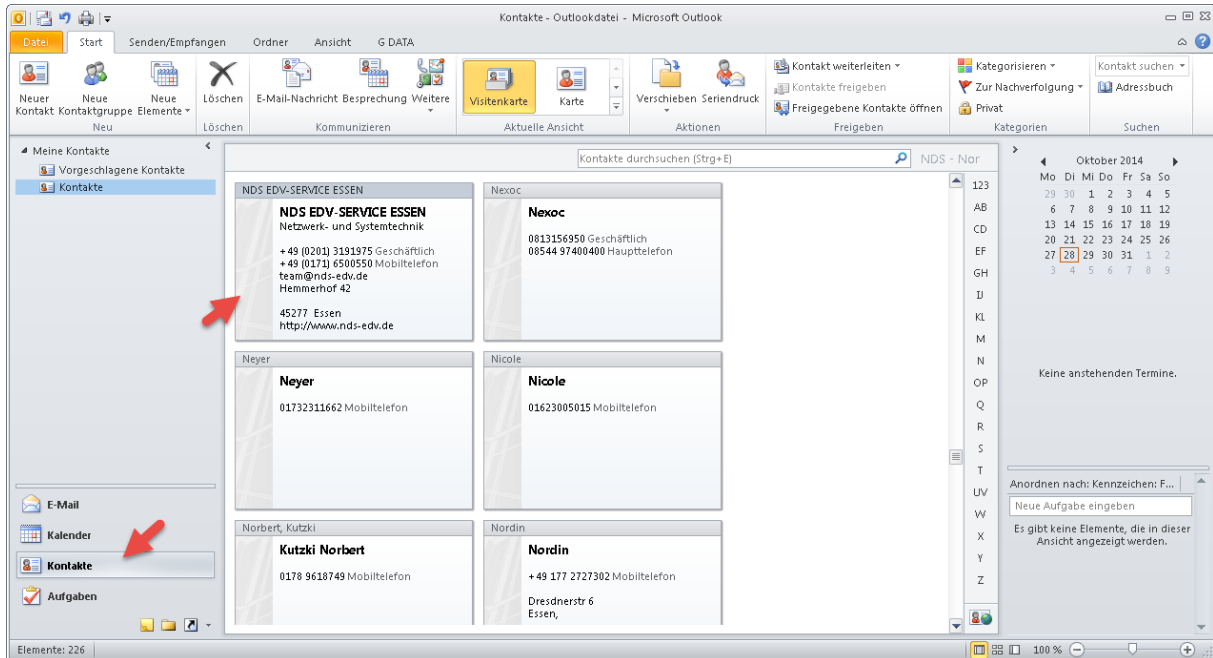 Kontakte - Outlookdatei - Microsoft Outlook
Datei Start Senden/Empfangen Ordner Ansicht G DATA
Neuer Kontakt
Neue Kontaktgruppe
Neue Elemente
Neu
Löschen
Löschen
E-Mail-Nachricht Besprechung Weitere
Kommunizieren
Visitenkarte Karte
Aktuelle Ansicht
Verschieben Seriendruck
Aktionen
Kontakt weiterleiten
Kontakte freigeben
Freigegebene Kontakte öffnen
Freigeben
Kategorisieren
Zur Nachverfolgung
Privat
Kategorien
Kontakt suchen
Adressbuch
Suchen
Meine Kontakte
Vorgeschlagene Kontakte
Kontakte
E-Mail
Kalender
Kontakte
Aufgaben
Kontakte durchsuchen (Strg+E)
NDS - Nor
NDS EDV-SERVICE ESSEN
NDS EDV-SERVICE ESSEN
Netzwerk- und Systemtechnik
+49 (0201) 3191975 Geschäftlich
+49 (0171) 6500550 Mobiltelefon
team@nds-edv.de
Hemmerhof 42
45277 Essen
http://www.nds-edv.de
Nexoc
Nexoc
0813156950 Geschäftlich
08544 97400400 Haupttelefon
Neyer
Neyer
01732311662 Mobiltelefon
Nicole
Nicole
01623005015 Mobiltelefon
Norbert, Kutzki
Kutzki Norbert
0178 9618749 Mobiltelefon
Nordin
Nordin
+49 177 2727302 Mobiltelefon
Dresdnerstr 6
Essen,
123
AB
CD
EF
GH
IJ
KL
M
N
OP
Q
R
S
T
UV
W
X
Y
Z
Oktober 2014
Mo Di Mi Do Fr Sa So
29 30 1 2 3 4 5
6 7 8 9 10 11 12
13 14 15 16 17 18 19
20 21 22 23 24 25 26
27 28 29 30 31 1 2
3 4 5 6 7 8 9
Keine anstehenden Termine.
Anordnen nach: Kennzeichen: F...
Neue Aufgabe eingeben
Es gibt keine Elemente, die in dieser
Ansicht angezeigt werden.
Elemente: 226
100 %